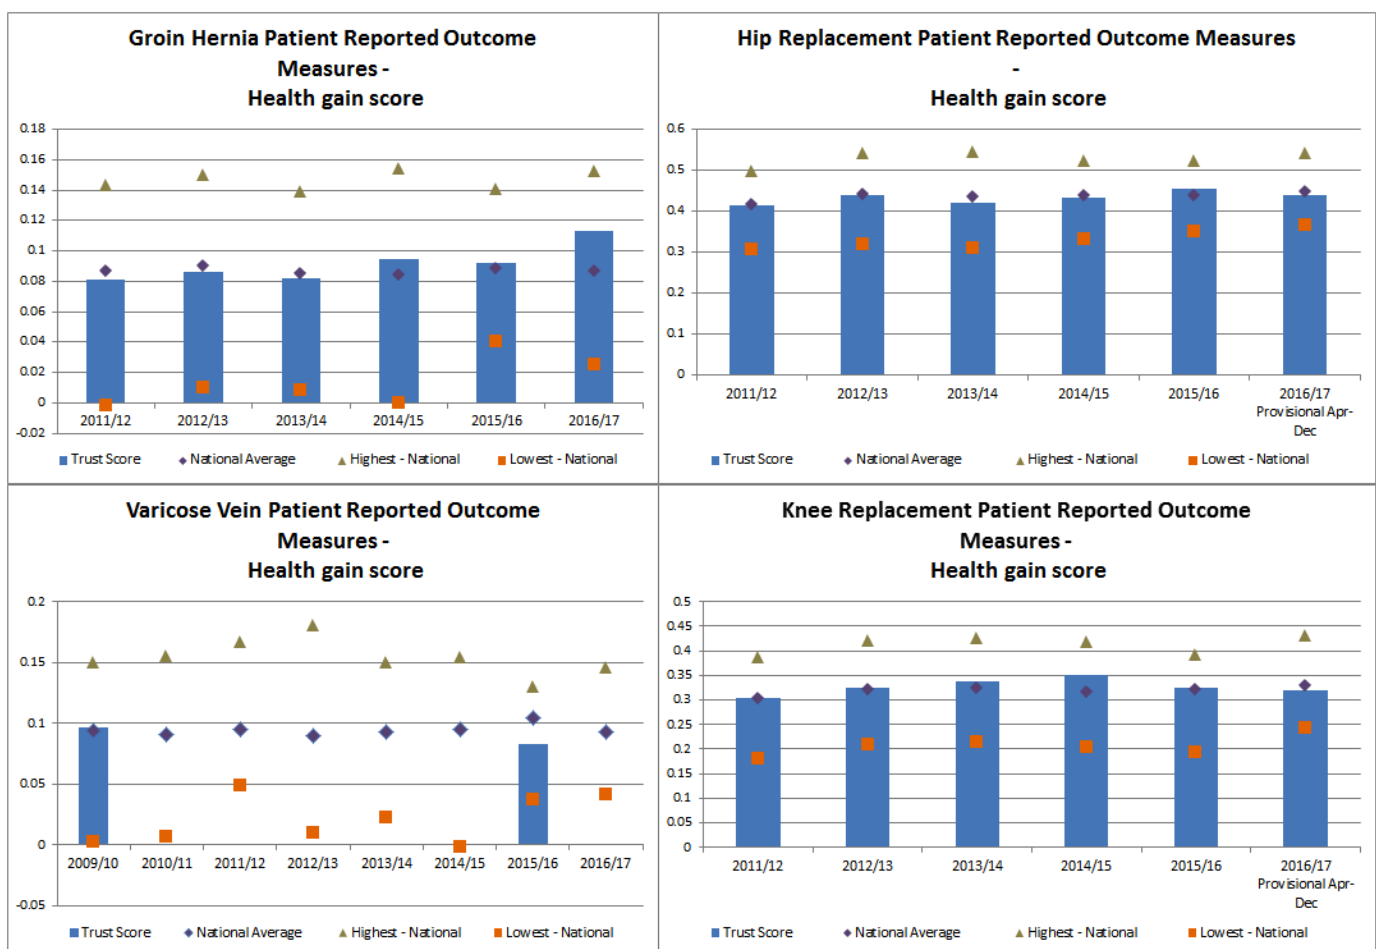 Groin Hernia Patient Reported Outcome
Measures -
Health gain score
0.18
0.16
0.14
0.12
0.1
0.08
0.06
0.04
0.02
0
-0.02
2011/12 2012/13 2013/14 2014/15 2015/16 2016/17
Trust Score National Average Highest - National Lowest - National
Hip Replacement Patient Reported Outcome Measures
-
Health gain score
0.6
0.5
0.4
0.3
0.2
0.1
0
2011/12 2012/13 2013/14 2014/15 2015/16 2016/17
Provisional Apr-
Dec
Trust Score National Average Highest - National Lowest - National
Varicose Vein Patient Reported Outcome
Measures -
Health gain score
0.2
0.15
0.1
0.05
0
-0.05
2009/10 2010/11 2011/12 2012/13 2013/14 2014/15 2015/16 2016/17
Trust Score National Average Highest - National Lowest - National
Knee Replacement Patient Reported Outcome
Measures -
Health gain score
0.5
0.45
0.4
0.35
0.3
0.25
0.2
0.15
0.1
0.05
0
2011/12 2012/13 2013/14 2014/15 2015/16 2016/17
Provisional Apr-
Dec
Trust Score National Average Highest - National Lowest - National